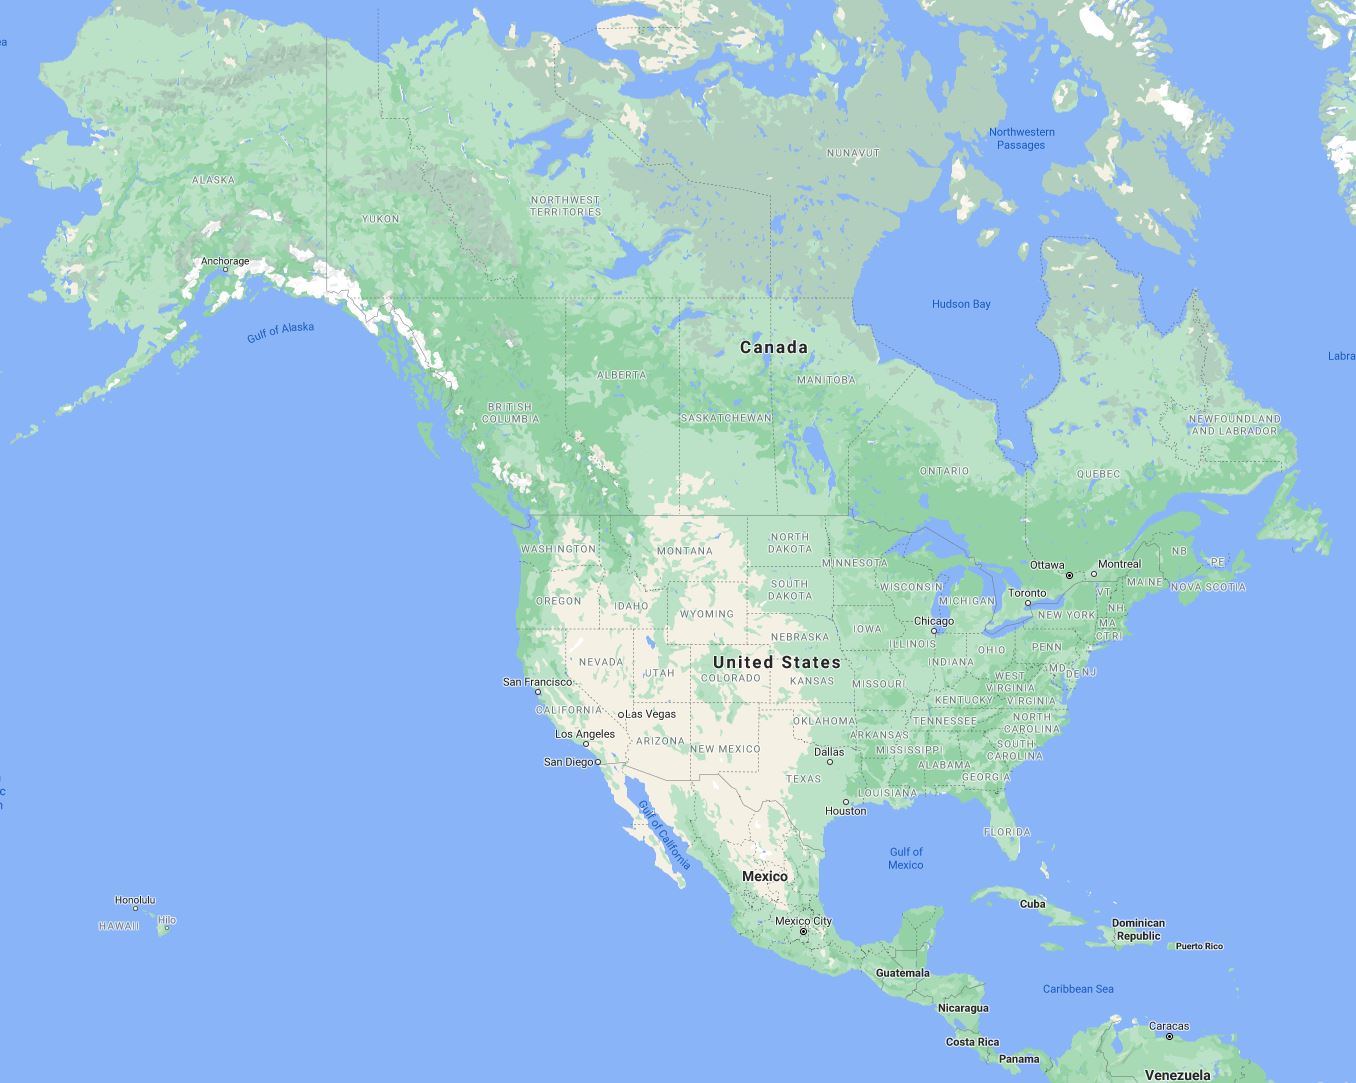 Northwestern
Passages
NUNAVUT
ALASKA
NORTHWEST
TERRITORIES
YUKON
Anchorage
Hudson Bay
Gulf of Alaska
Canada
Labra
ALBERTA
MANITOBA
BRITISH
COLUMBIA
SASKATCHEWAN
NEWFOUNDLAND
AND LABRADOR
ONTARIO
QUEBEC
WASHINGTON
MONTANA
NORTH
DAKOTA
MINNESOTA
Ottawa
Montreal
NB
PE
NOVA SCOTIA
MAINE
SOUTH
DAKOTA
WISCONSIN
MICHIGAN
Toronto
VT
NH
OREGON
IDAHO
WYOMING
NEW YORK
MA
CT
RI
IOWA
Chicago
NEBRASKA
ILLINOIS
OHIO
PENN
United States
NEVADA
UTAH
COLORADO
KANSAS
MISSOURI
INDIANA
WEST
VIRGINIA
MD
DE
NJ
San Francisco
CALIFORNIA
Las Vegas
KENTUCKY
VIRGINIA
OKLAHOMA
ARKANSAS
TENNESSEE
NORTH
CAROLINA
Los Angeles
ARIZONA
NEW MEXICO
Dallas
MISSISSIPPI
SOUTH
CAROLINA
San Diego
TEXAS
ALABAMA
GEORGIA
LOUISIANA
Houston
FLORIDA
Gulf of California
Gulf of
Mexico
Mexico
Honolulu
HAWAII
Hilo
Mexico City
Cuba
Dominican
Republic
Puerto Rico
Guatemala
Caribbean Sea
Nicaragua
Costa Rica
Panama
Caracas
Venezuela